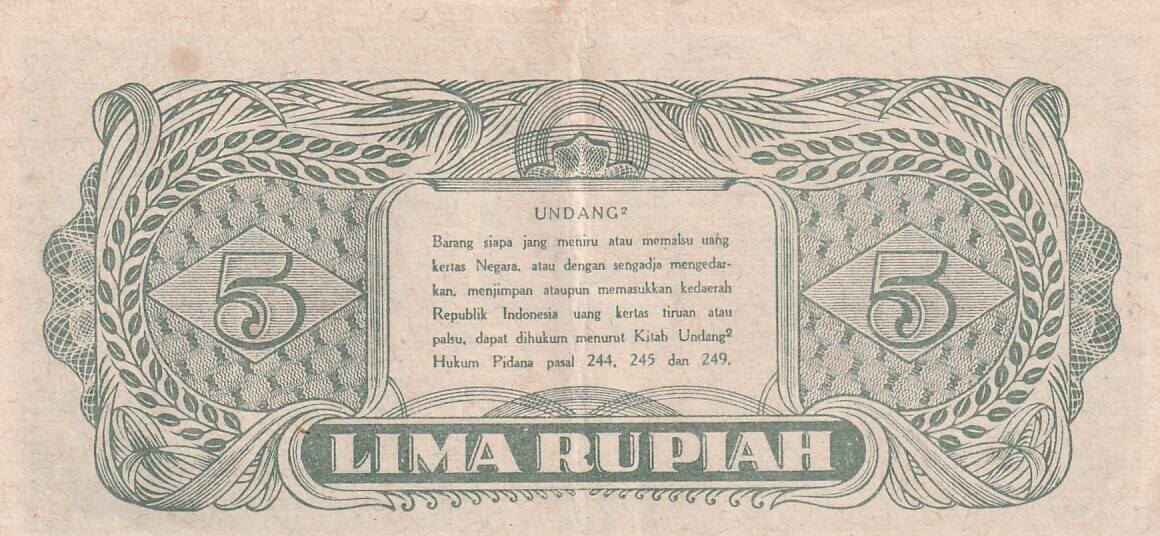 UNDANG²
Barang siapa jang meniru atau memalsu uang
kertas Negara, atau dengan sengadja mengedar-
kan, menjimpan ataupun memasukkan kedaerah
Republik Indonesia uang kertas tiruan atau
palsu, dapat dihukum menurut Kitab Undang²
Hukum Pidana pasal 244, 245 dan 249.
5 5
LIMA RUPIAH